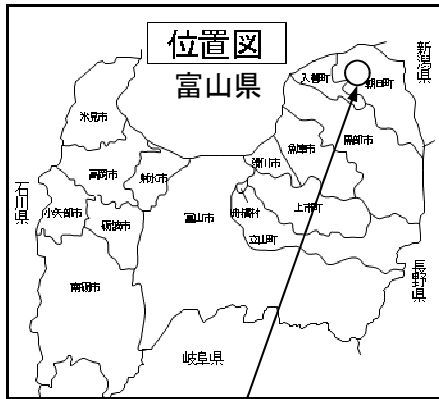 位置図
富山県
新潟県
入善町
朝日町
氷見市
魚津市
黒部市
高岡市
射水市
滑川市
石川県
小矢部市
砺波市
富山市
舟橋村
上市町
立山町
長野県
南砺市
岐阜県